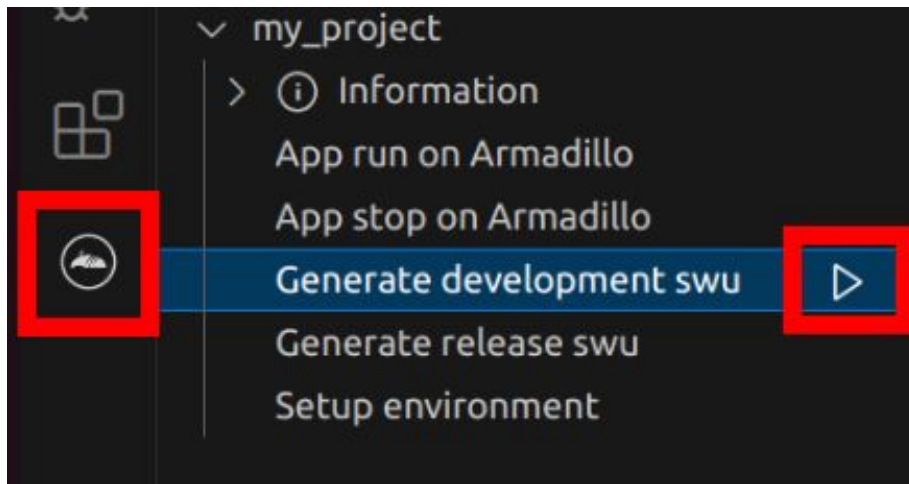 my_project
Information
App run on Armadillo
App stop on Armadillo
Generate development swu
Generate release swu
Setup environment